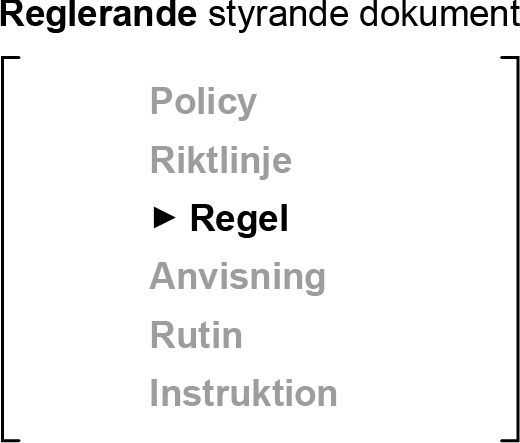 Reglerande styrande dokument
Policy
Riktlinje
► Regel
Anvisning
Rutin
Instruktion